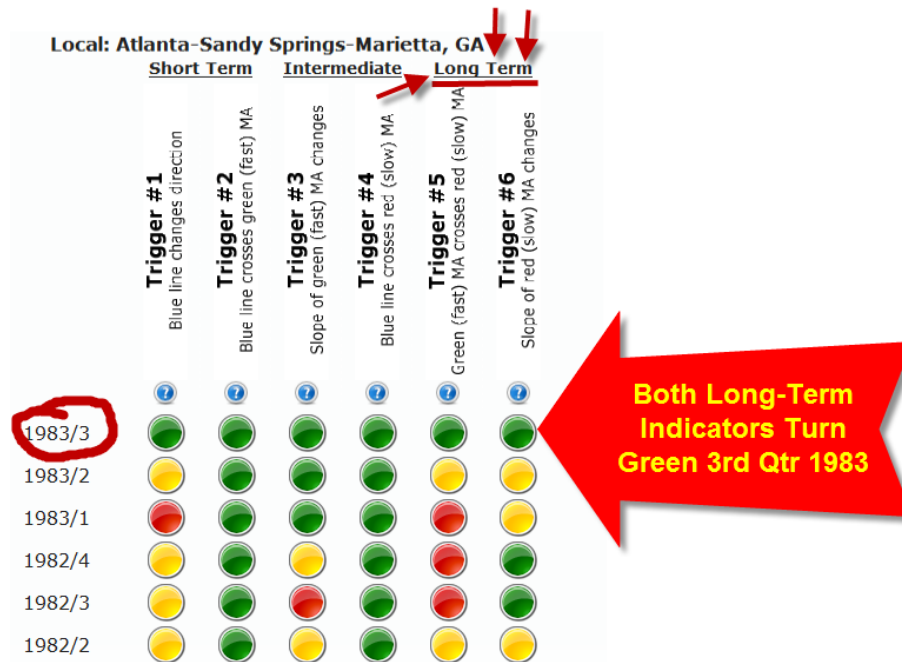 Local: Atlanta-Sandy Springs-Marietta, GA
Short Term Intermediate Long Term
Trigger #1
Blue line changes direction
Trigger #2
Blue line crosses green (fast) MA
Trigger #3
Slope of green (fast) MA changes
Trigger #4
Blue line crosses red (slow) MA
Trigger #5
Green (fast) MA crosses red (slow) MA
Trigger #6
Slope of red (slow) MA changes
? ? ? ? ? ?
1983/3
1983/2
1983/1
1982/4
1982/3
1982/2
Both Long-Term
Indicators Turn
Green 3rd Qtr 1983